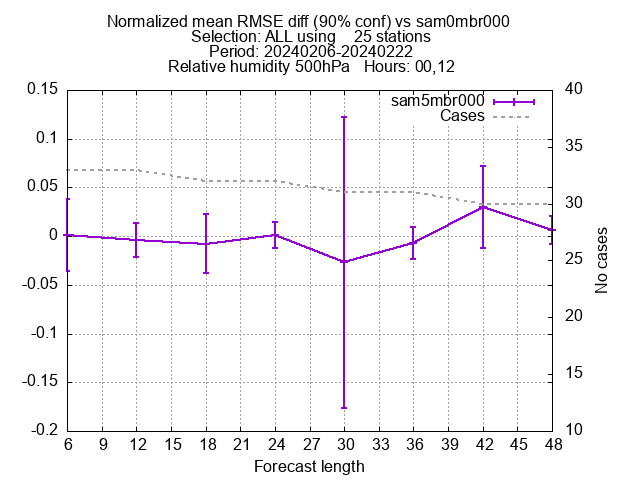 Normalized mean RMSE diff (90% conf) vs sam0mbr000
Selection: ALL using    25 stations
Period: 20240206-20240222
Relative humidity 500hPa   Hours: 00,12
sam5mbr000
Cases
0.15
0.1
0.05
0
-0.05
-0.1
-0.15
-0.2
40
35
30
25
20
15
10
No cases
6 9 12 15 18 21 24 27 30 33 36 39 42 45 48
Forecast length